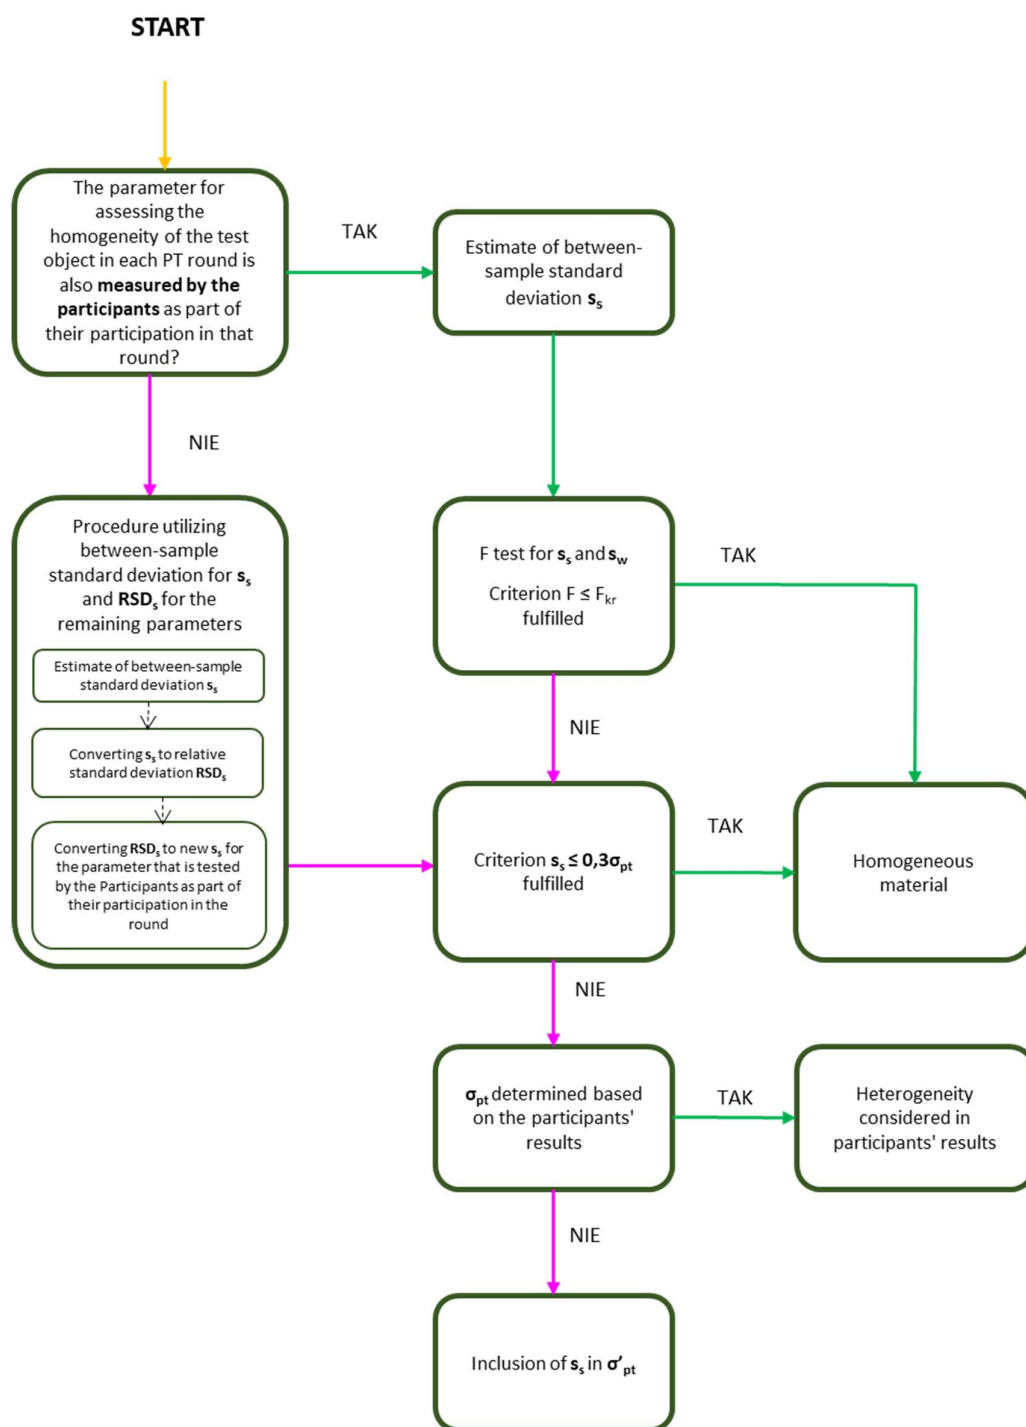 START
The parameter for
assessing the
homogeneity of the test
object in each PT round is
also measured by the
participants as part of
their participation in that
round?
TAK
Estimate of between-
sample standard
deviation sₛ
NIE
Procedure utilizing
between-sample
standard deviation for sₛ
and RSDₛ for the
remaining parameters
Estimate of between-sample
standard deviation sₛ
Converting sₛ to relative
standard deviation RSDₛ
Converting RSDₛ to new sₛ for
the parameter that is tested
by the Participants as part of
their participation in the
round
F test for sₛ and s_w
Criterion F ≤ F_kr
fulfilled
TAK
NIE
Criterion sₛ ≤ 0,3σ_pt
fulfilled
TAK
Homogeneous
material
NIE
σ_pt determined based
on the participants'
results
TAK
Heterogeneity
considered in
participants' results
NIE
Inclusion of sₛ in σ'_pt